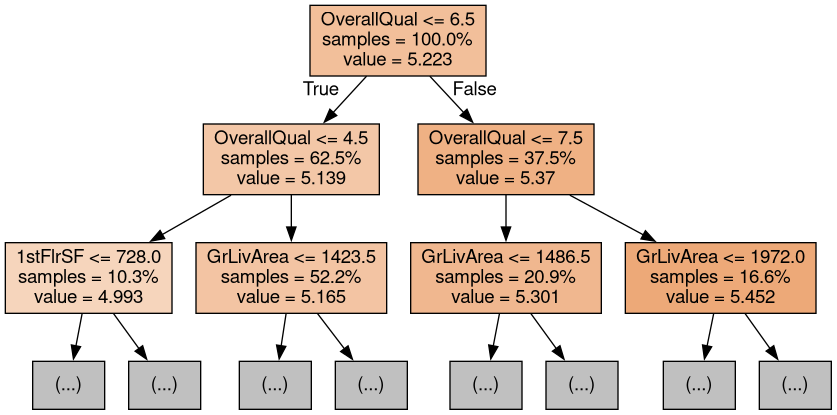 OverallQual <= 6.5
samples = 100.0%
value = 5.223
True
False
OverallQual <= 4.5
samples = 62.5%
value = 5.139
OverallQual <= 7.5
samples = 37.5%
value = 5.37
1stFlrSF <= 728.0
samples = 10.3%
value = 4.993
GrLivArea <= 1423.5
samples = 52.2%
value = 5.165
GrLivArea <= 1486.5
samples = 20.9%
value = 5.301
GrLivArea <= 1972.0
samples = 16.6%
value = 5.452
(...)
(...)
(...)
(...)
(...)
(...)
(...)
(...)